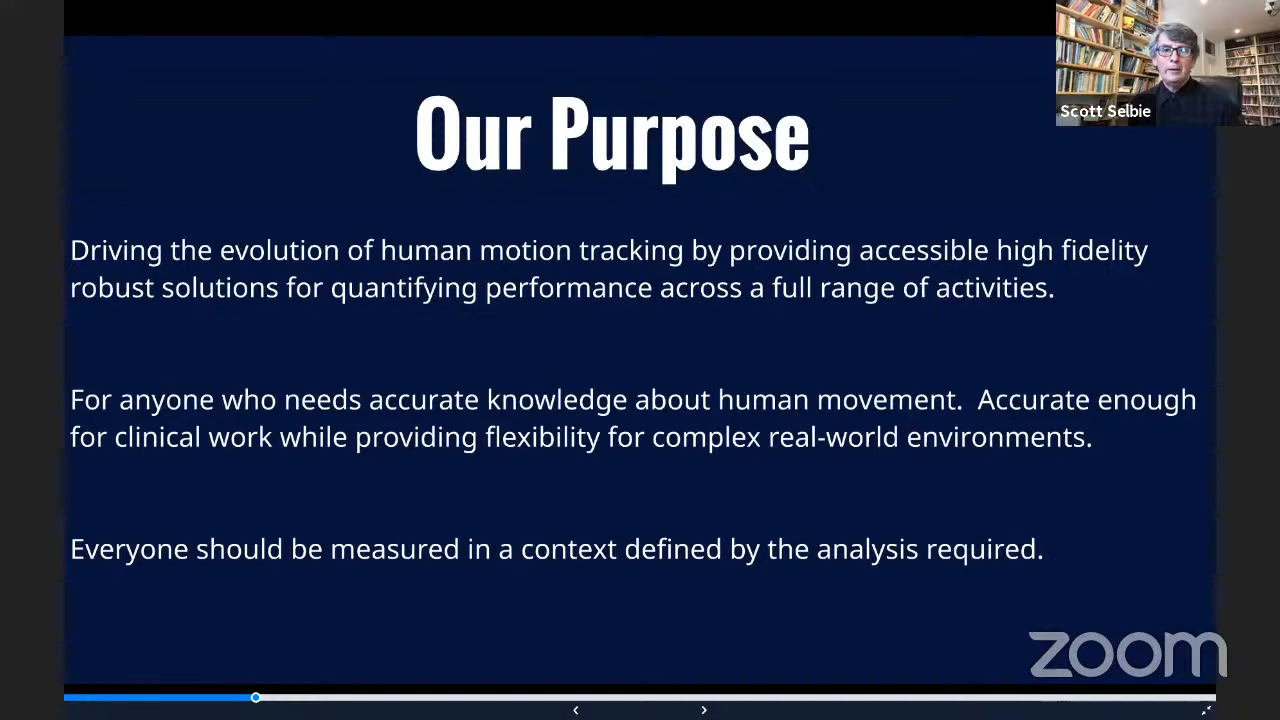 Our Purpose
Scott Selbie
Driving the evolution of human motion tracking by providing accessible high fidelity
robust solutions for quantifying performance across a full range of activities.
For anyone who needs accurate knowledge about human movement.  Accurate enough
for clinical work while providing flexibility for complex real-world environments.
Everyone should be measured in a context defined by the analysis required.
zoom